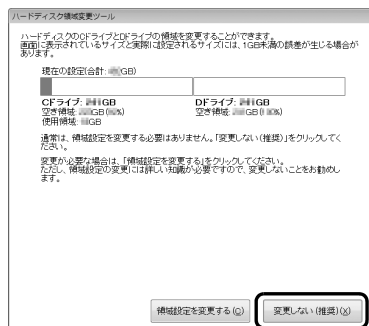 ハードディスク領域変更ツール
ハードディスクのCドライブとDドライブの領域を変更することができます。
画面に表示されているサイズと実際に設定されるサイズには、1GB未満の誤差が生じる場合が
あります。
現在の設定(合計: GB)
Cドライブ: GB
Dドライブ: GB
空き領域: GB( %)
空き領域: GB( %)
使用領域: GB
通常は、領域設定を変更する必要はありません。「変更しない(推奨)」をクリックしてく
ださい。
変更が必要な場合は、「領域設定を変更する」をクリックしてください。
ただし、領域設定の変更には詳しい知識が必要ですので、変更しないことをお勧めし
ます。
領域設定を変更する(C)
変更しない(推奨)(X)